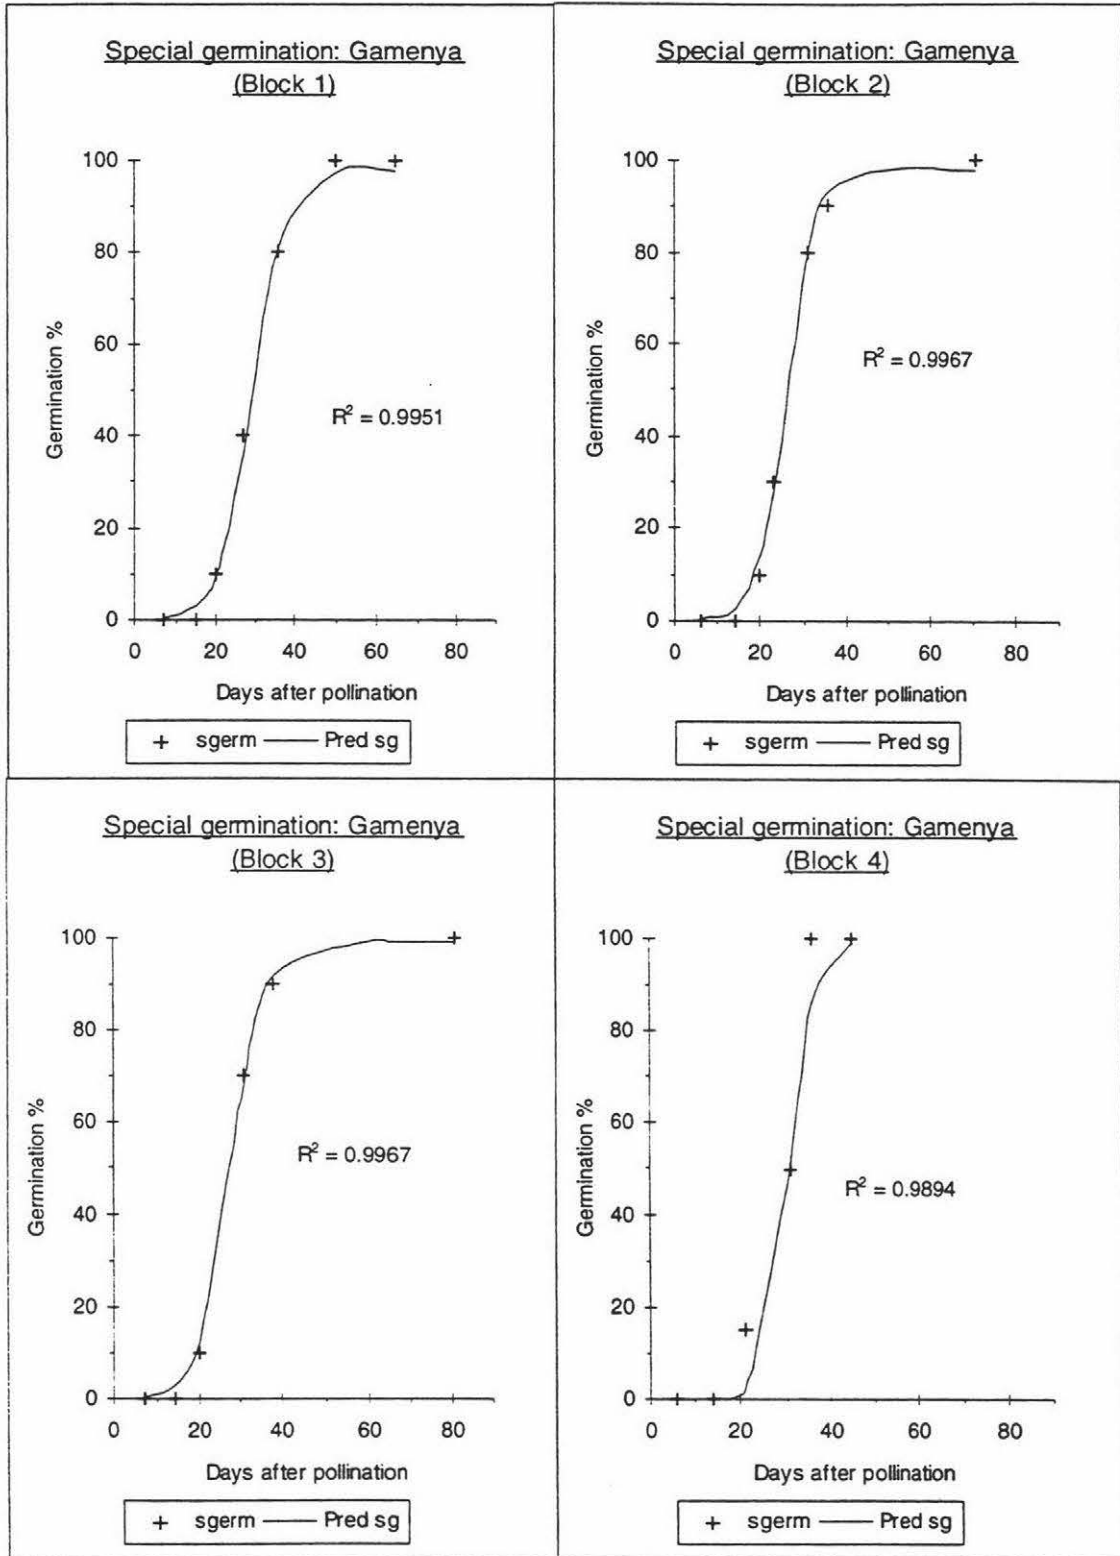 Special germination: Gamenya
(Block 1)
100
80
60
40
20
0
Germination %
R² = 0.9951
0 20 40 60 80
Days after pollination
+ sgerm —— Pred sg
Special germination: Gamenya
(Block 2)
100
80
60
40
20
0
Germination %
R² = 0.9967
0 20 40 60 80
Days after pollination
+ sgerm —— Pred sg
Special germination: Gamenya
(Block 3)
100
80
60
40
20
0
Germination %
R² = 0.9967
0 20 40 60 80
Days after pollination
+ sgerm —— Pred sg
Special germination: Gamenya
(Block 4)
100
80
60
40
20
0
Germination %
R² = 0.9894
0 20 40 60 80
Days after pollination
+ sgerm —— Pred sg